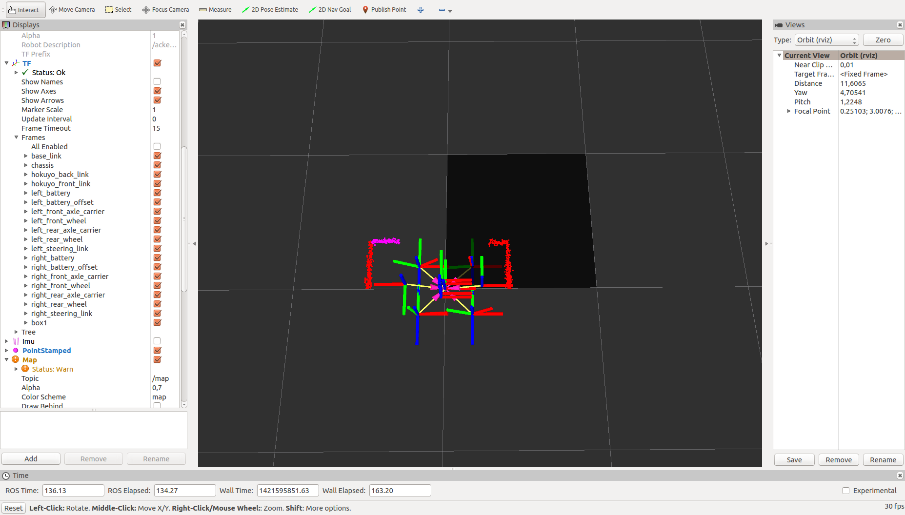 Interact Move Camera Select Focus Camera Measure 2D Pose Estimate 2D Nav Goal Publish Point
Displays
Alpha 1
Robot Description /acke...
TF Prefix
TF
Status: Ok
Show Names
Show Axes
Show Arrows
Marker Scale 1
Update Interval 0
Frame Timeout 15
Frames
All Enabled
base_link
chassis
hokuyo_back_link
hokuyo_front_link
left_battery
left_battery_offset
left_front_axle_carrier
left_front_wheel
left_rear_axle_carrier
left_rear_wheel
left_steering_link
right_battery
right_battery_offset
right_front_axle_carrier
right_front_wheel
right_rear_axle_carrier
right_rear_wheel
right_steering_link
box1
Tree
Imu
PointStamped
Map
Status: Warn
Topic /map
Alpha 0,7
Color Scheme map
Draw Behind
Add Remove Rename
Views
Type: Orbit (rviz) Zero
Current View Orbit (rviz)
Near Clip ... 0,01
Target Fra... <Fixed Frame>
Distance 11,6065
Yaw 4,70541
Pitch 1,2248
Focal Point 0.25103; 3.0076; ...
Save Remove Rename
Time
ROS Time: 136.13 ROS Elapsed: 134.27 Wall Time: 1421595851.63 Wall Elapsed: 163.20 Experimental
Reset Left-Click: Rotate. Middle-Click: Move X/Y. Right-Click/Mouse Wheel:: Zoom. Shift: More options. 30 fps